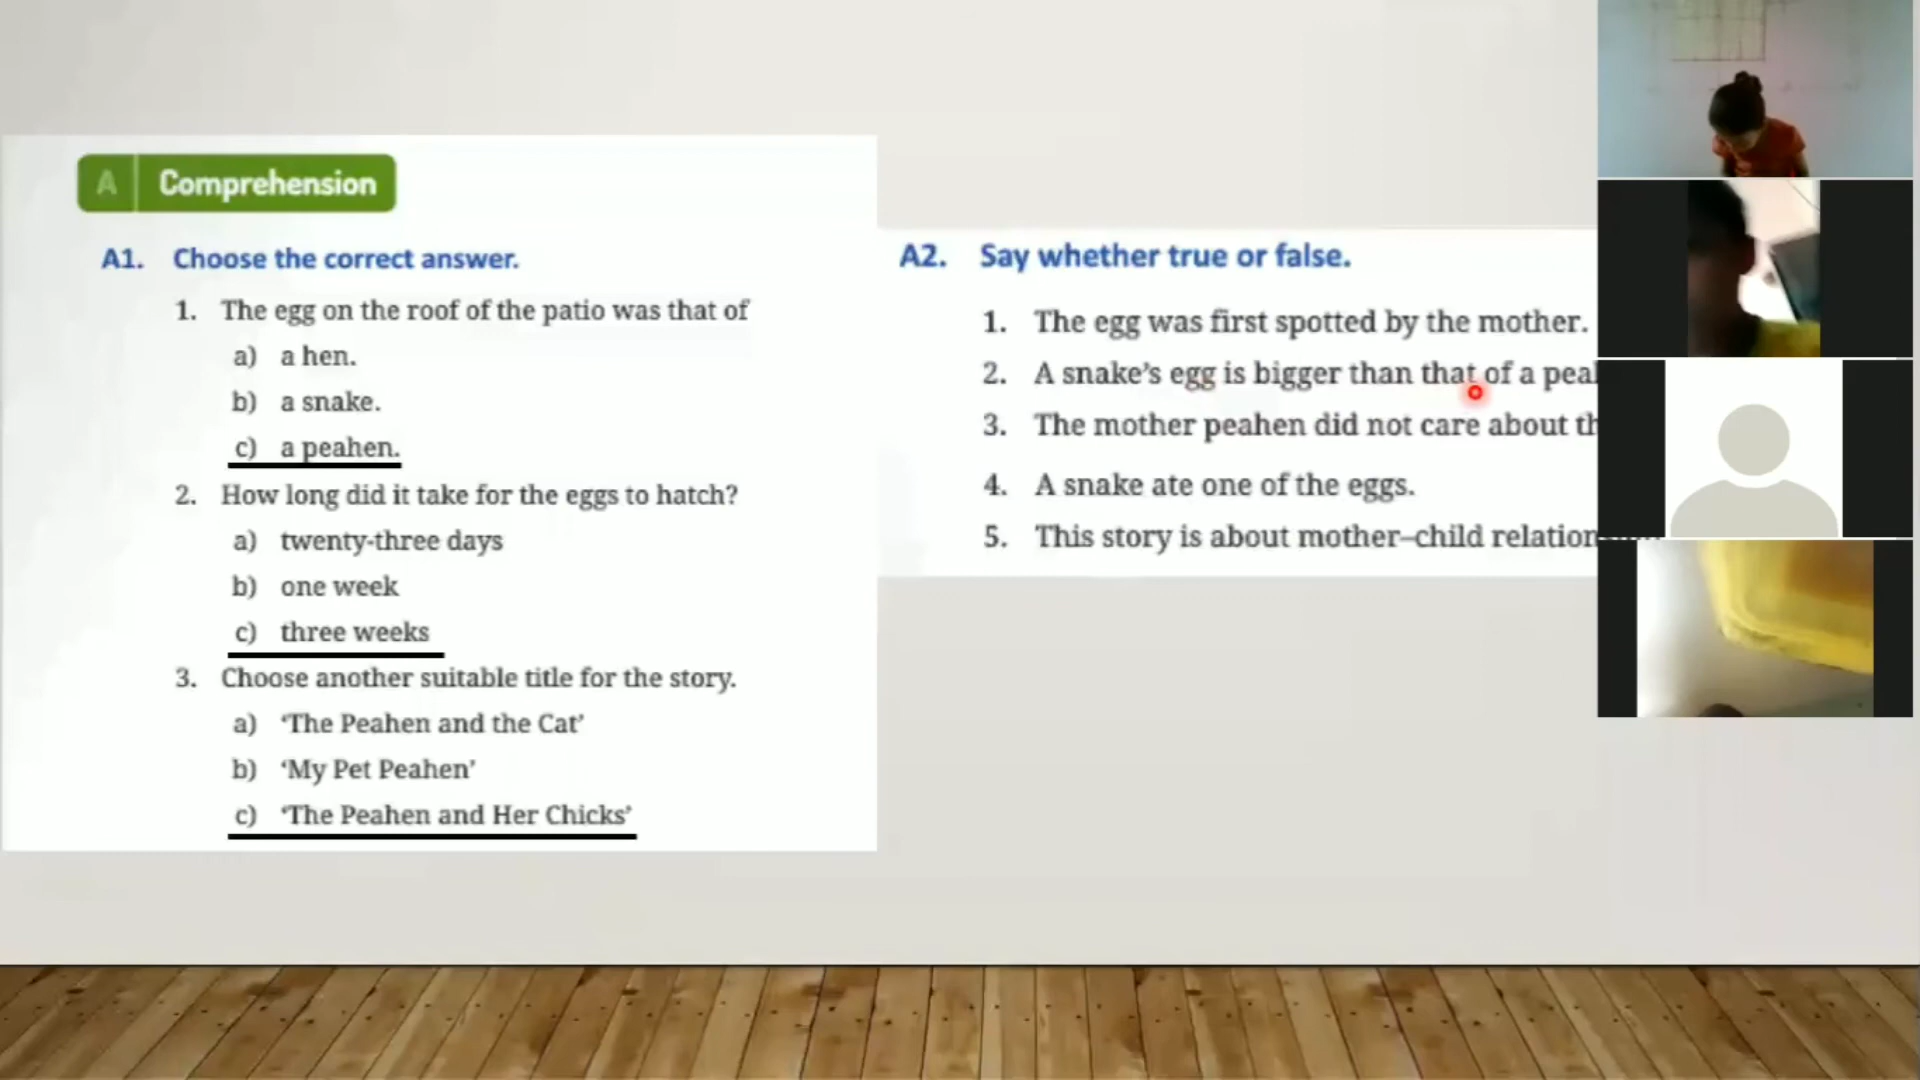 A Comprehension
A1. Choose the correct answer.
1. The egg on the roof of the patio was that of
a) a hen.
b) a snake.
c) a peahen.
2. How long did it take for the eggs to hatch?
a) twenty-three days
b) one week
c) three weeks
3. Choose another suitable title for the story.
a) ‘The Peahen and the Cat’
b) ‘My Pet Peahen’
c) ‘The Peahen and Her Chicks’
A2. Say whether true or false.
1. The egg was first spotted by the mother.
2. A snake’s egg is bigger than that of a
3. The mother peahen did not care about
4. A snake ate one of the eggs.
5. This story is about mother–child